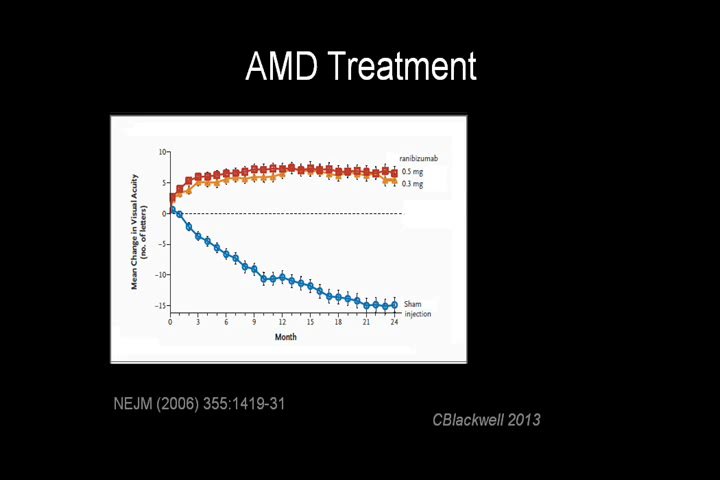 AMD Treatment
Mean Change in Visual Acuity
(no. of letters)
10
5
0
−5
−10
−15
ranibizumab
0.5 mg
0.3 mg
Sham
injection
0 3 6 9 12 15 18 21 24
Month
NEJM (2006) 355:1419-31
CBlackwell 2013